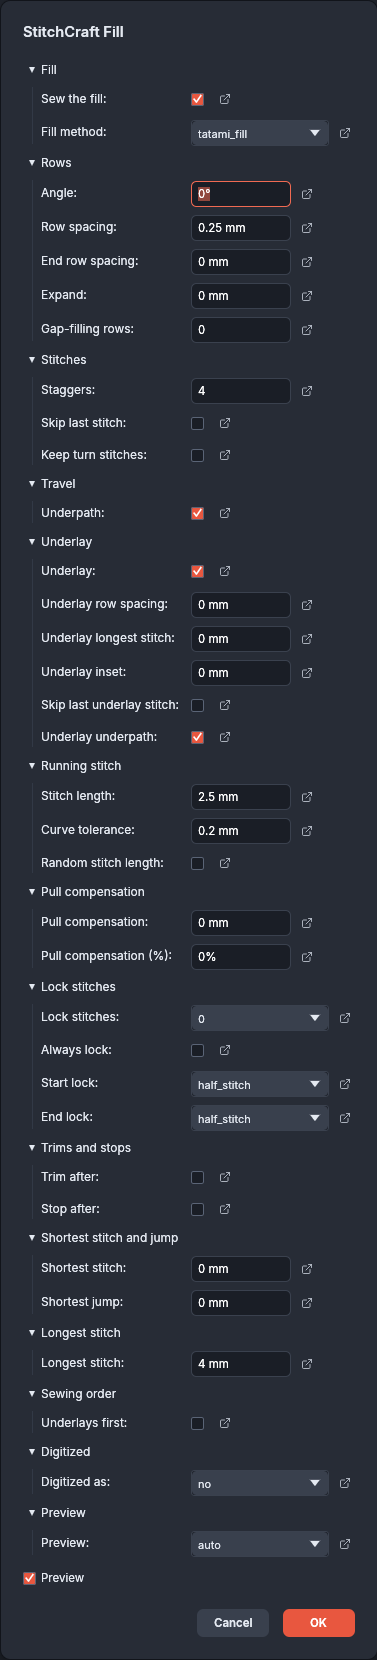 StitchCraft Fill
Fill
Sew the fill:
Fill method: tatami_fill
Rows
Angle: 0°
Row spacing: 0.25 mm
End row spacing: 0 mm
Expand: 0 mm
Gap-filling rows: 0
Stitches
Staggers: 4
Skip last stitch:
Keep turn stitches:
Travel
Underpath:
Underlay
Underlay:
Underlay row spacing: 0 mm
Underlay longest stitch: 0 mm
Underlay inset: 0 mm
Skip last underlay stitch:
Underlay underpath:
Running stitch
Stitch length: 2.5 mm
Curve tolerance: 0.2 mm
Random stitch length:
Pull compensation
Pull compensation: 0 mm
Pull compensation (%): 0%
Lock stitches
Lock stitches: 0
Always lock:
Start lock: half_stitch
End lock: half_stitch
Trims and stops
Trim after:
Stop after:
Shortest stitch and jump
Shortest stitch: 0 mm
Shortest jump: 0 mm
Longest stitch
Longest stitch: 4 mm
Sewing order
Underlays first:
Digitized
Digitized as: no
Preview
Preview: auto
Preview
Cancel OK